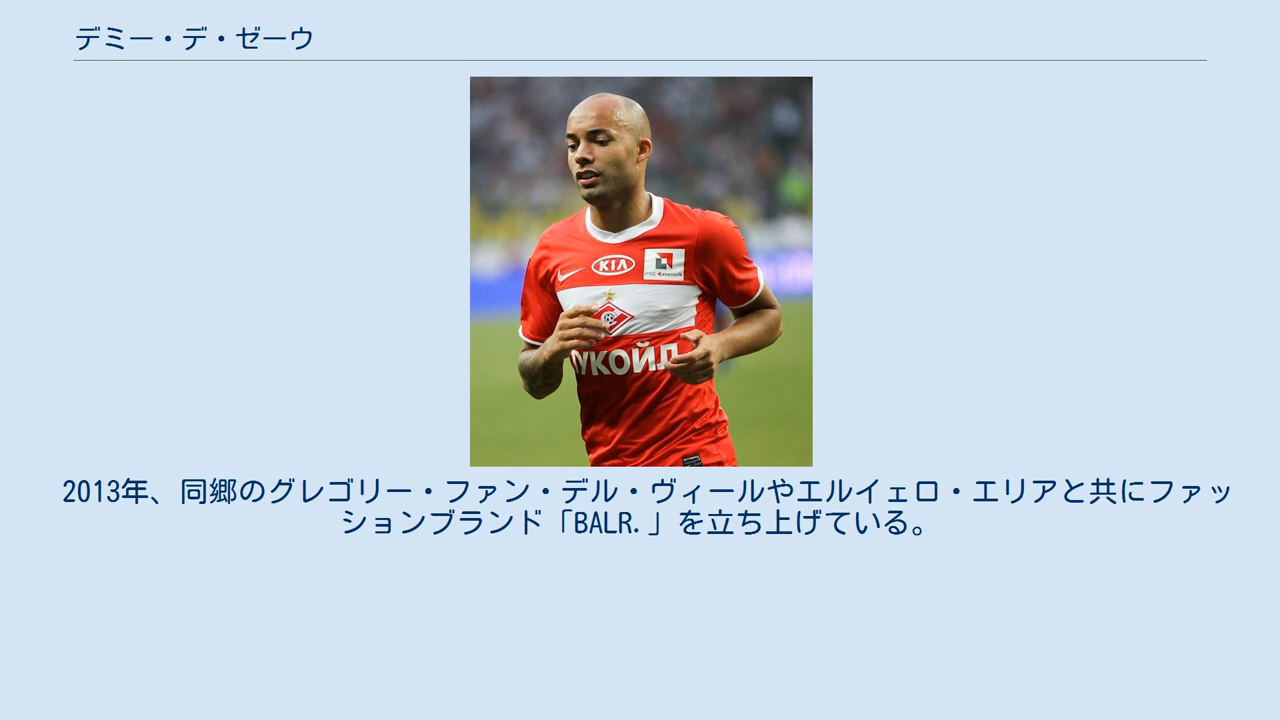 デミー・デ・ゼーウ
KIA
УКОЙЛ
2013年、同郷のグレゴリー・ファン・デル・ヴィールやエルイェロ・エリアと共にファッ
ションブランド「BALR.」を立ち上げている。